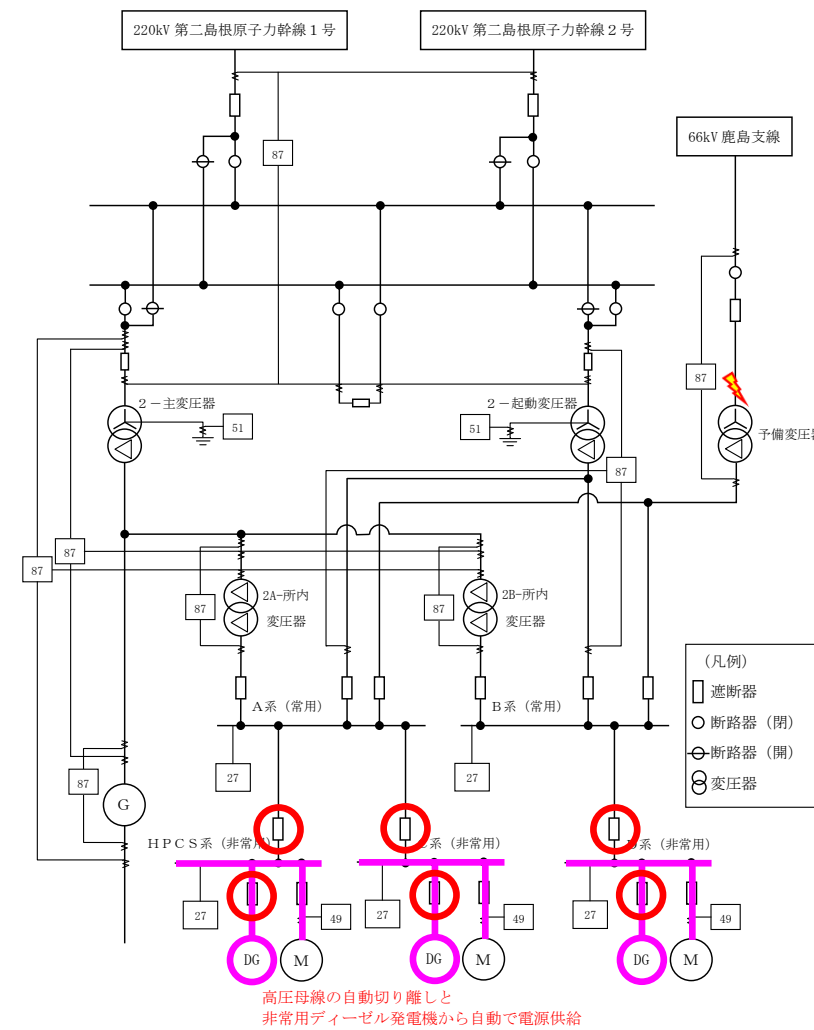 220kV 第二島根原子力幹線１号
220kV 第二島根原子力幹線２号
66kV 鹿島支線
87
87
２－主変圧器
51
２－起動変圧器
51
予備変圧器
87
87
87
87
2A-所内
変圧器
87
2B-所内
変圧器
Ａ系（常用）
Ｂ系（常用）
27
27
87
G
（凡例）
遮断器
断路器（閉）
断路器（開）
変圧器
ＨＰＣＳ系（非常用）
系（非常用）
系（非常用）
27
49
27
49
27
49
DG
M
DG
M
DG
M
高圧母線の自動切り離しと
非常用ディーゼル発電機から自動で電源供給